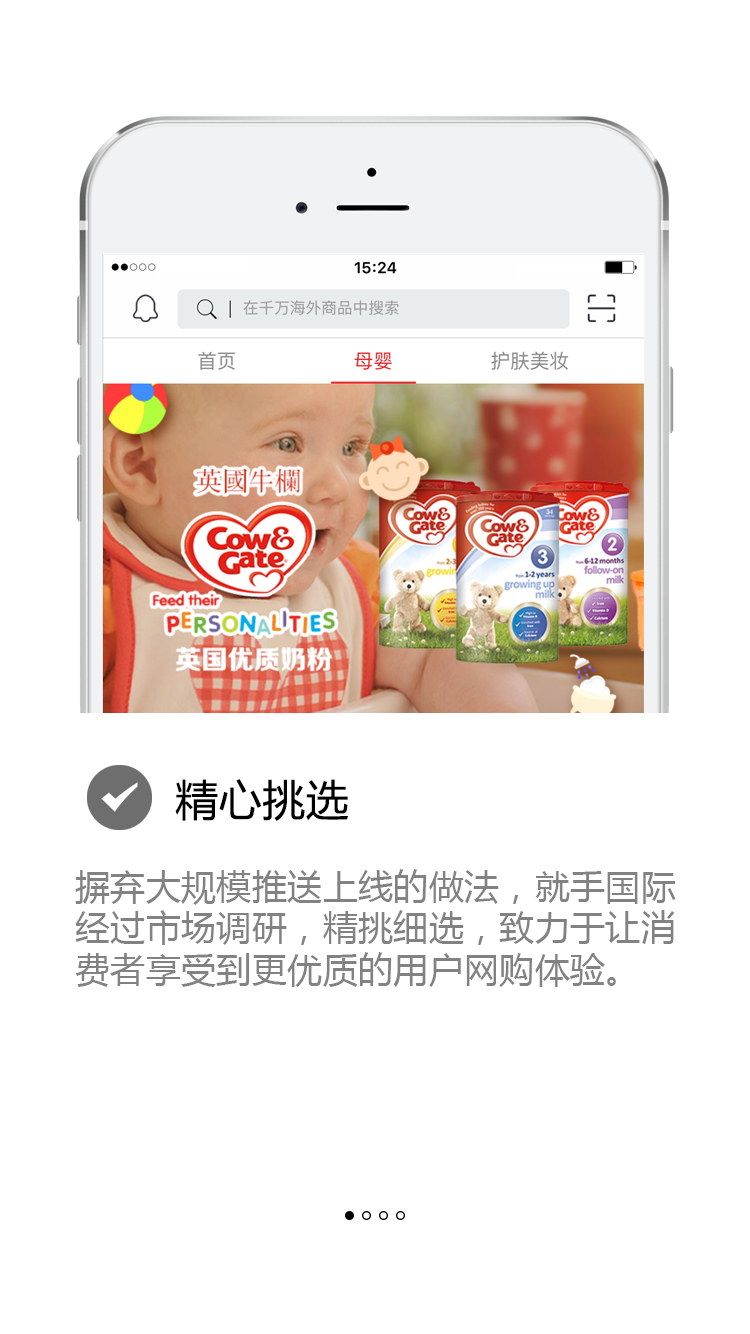 15:24
在千万海外商品中搜索
首页 母婴 护肤美妆
英國牛欄
Cow&
Gate
Feed their
PERSONALITIES
英国优质奶粉
Cow&
Gate
growing
Cow&
Gate
3
from 1-2 years
growing up
milk
Cow&
Gate
2
from 6-12 months
follow-on
milk
精心挑选
摒弃大规模推送上线的做法，就手国际
经过市场调研，精挑细选，致力于让消
费者享受到更优质的用户网购体验。